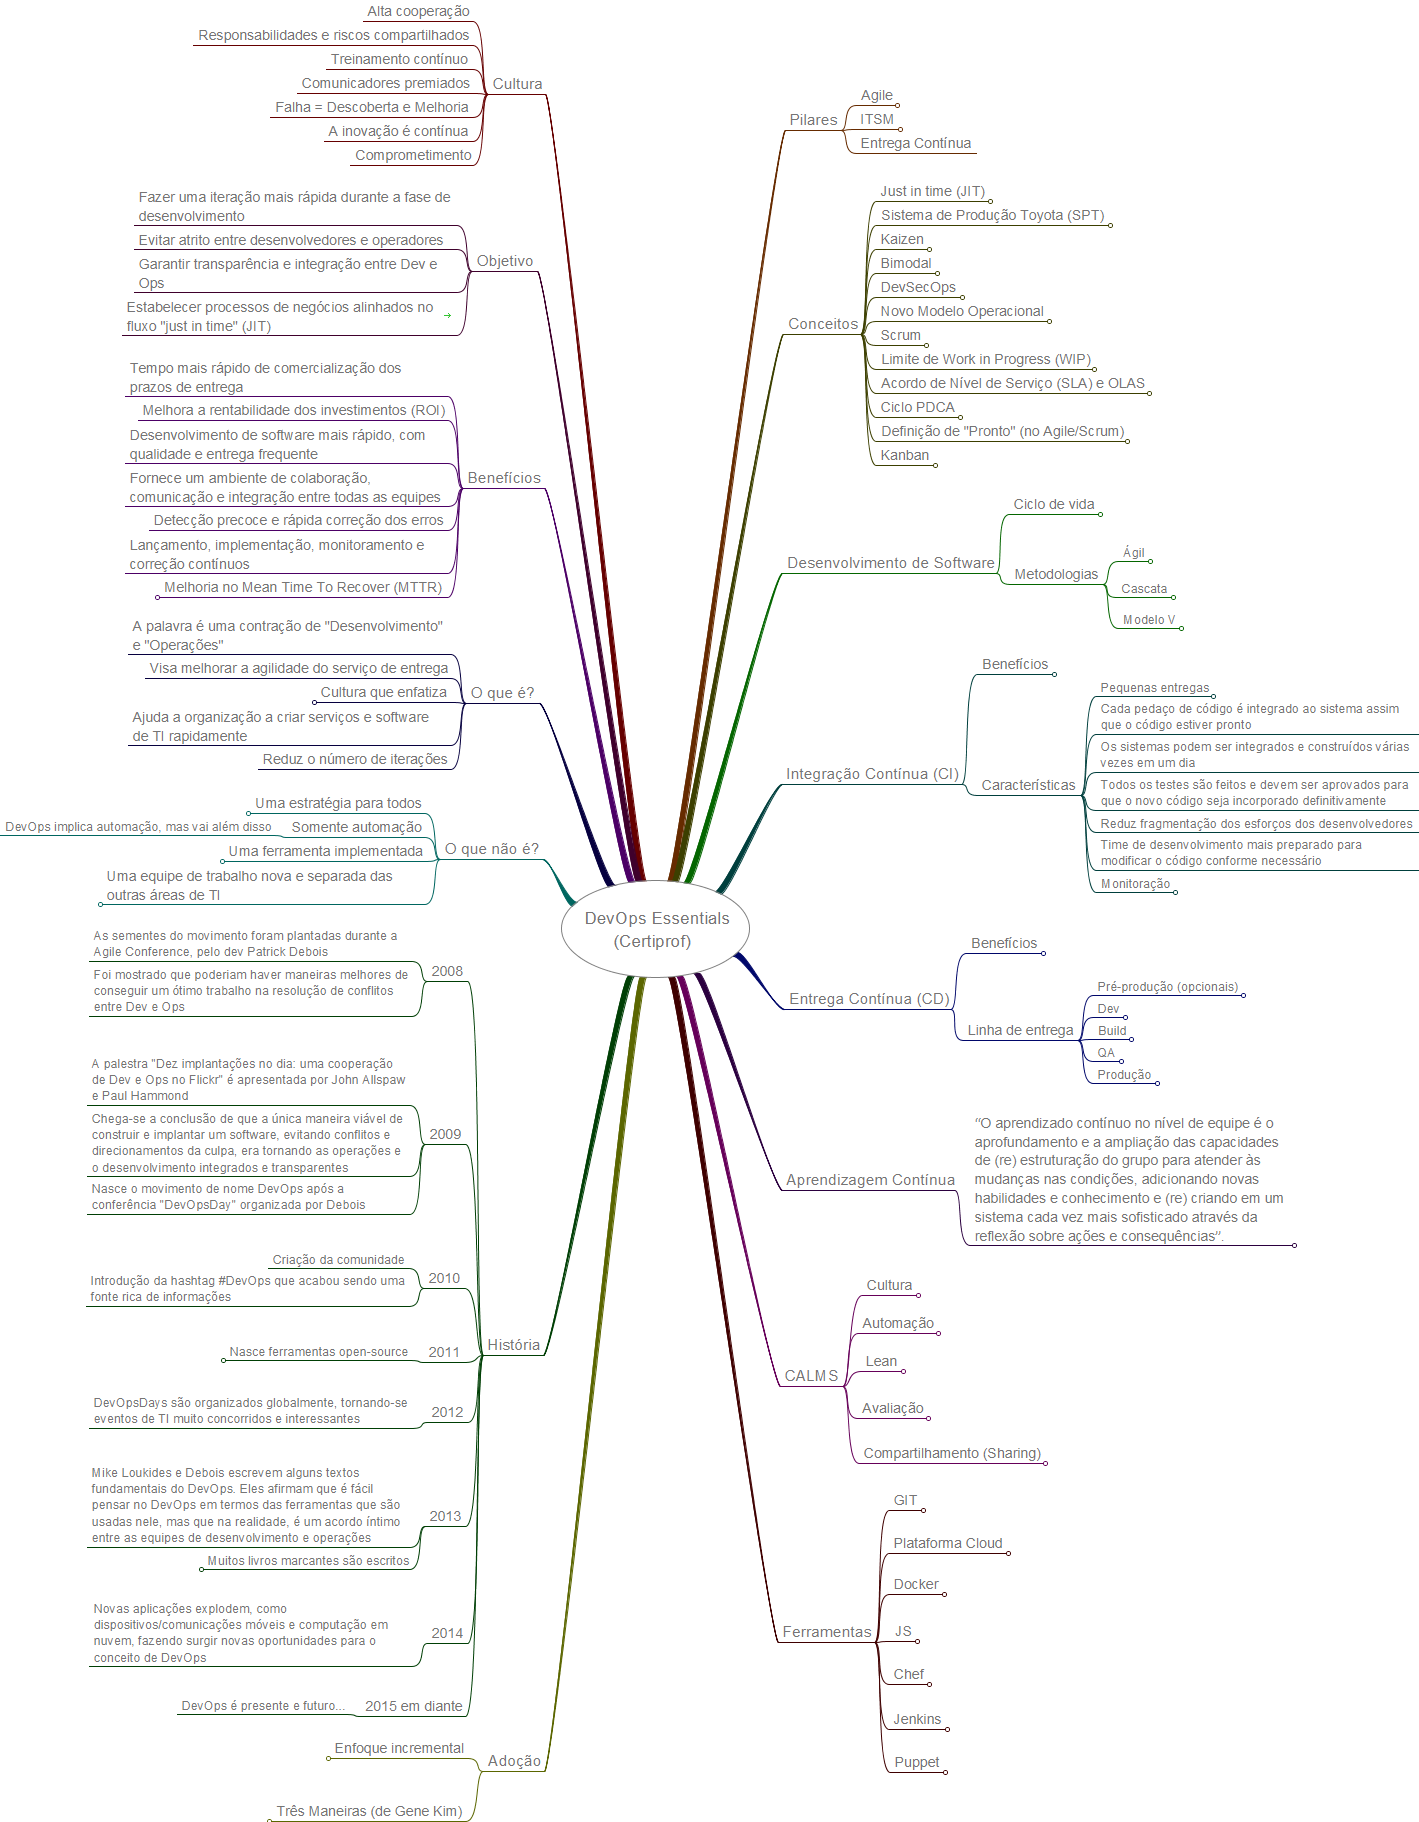 DevOps Essentials
(Certiprof)
Cultura
Alta cooperação
Responsabilidades e riscos compartilhados
Treinamento contínuo
Comunicadores premiados
Falha = Descoberta e Melhoria
A inovação é contínua
Comprometimento
Objetivo
Fazer uma iteração mais rápida durante a fase de
desenvolvimento
Evitar atrito entre desenvolvedores e operadores
Garantir transparência e integração entre Dev e
Ops
Estabelecer processos de negócios alinhados no
fluxo "just in time" (JIT)
Benefícios
Tempo mais rápido de comercialização dos
prazos de entrega
Melhora a rentabilidade dos investimentos (ROI)
Desenvolvimento de software mais rápido, com
qualidade e entrega frequente
Fornece um ambiente de colaboração,
comunicação e integração entre todas as equipes
Detecção precoce e rápida correção dos erros
Lançamento, implementação, monitoramento e
correção contínuos
Melhoria no Mean Time To Recover (MTTR)
O que é?
A palavra é uma contração de "Desenvolvimento"
e "Operações"
Visa melhorar a agilidade do serviço de entrega
Cultura que enfatiza
Ajuda a organização a criar serviços e software
de TI rapidamente
Reduz o número de iterações
O que não é?
Uma estratégia para todos
Somente automação
DevOps implica automação, mas vai além disso
Uma ferramenta implementada
Uma equipe de trabalho nova e separada das
outras áreas de TI
História
2008
As sementes do movimento foram plantadas durante a
Agile Conference, pelo dev Patrick Debois
Foi mostrado que poderiam haver maneiras melhores de
conseguir um ótimo trabalho na resolução de conflitos
entre Dev e Ops
2009
A palestra "Dez implantações no dia: uma cooperação
de Dev e Ops no Flickr" é apresentada por John Allspaw
e Paul Hammond
Chega-se a conclusão de que a única maneira viável de
construir e implantar um software, evitando conflitos e
direcionamentos da culpa, era tornando as operações e
o desenvolvimento integrados e transparentes
Nasce o movimento de nome DevOps após a
conferência "DevOpsDay" organizada por Debois
2010
Criação da comunidade
Introdução da hashtag #DevOps que acabou sendo uma
fonte rica de informações
2011
Nasce ferramentas open-source
2012
DevOpsDays são organizados globalmente, tornando-se
eventos de TI muito concorridos e interessantes
2013
Mike Loukides e Debois escrevem alguns textos
fundamentais do DevOps. Eles afirmam que é fácil
pensar no DevOps em termos das ferramentas que são
usadas nele, mas que na realidade, é um acordo íntimo
entre as equipes de desenvolvimento e operações
Muitos livros marcantes são escritos
2014
Novas aplicações explodem, como
dispositivos/comunicações móveis e computação em
nuvem, fazendo surgir novas oportunidades para o
conceito de DevOps
2015 em diante
DevOps é presente e futuro...
Adoção
Enfoque incremental
Três Maneiras (de Gene Kim)
Pilares
Agile
ITSM
Entrega Contínua
Conceitos
Just in time (JIT)
Sistema de Produção Toyota (SPT)
Kaizen
Bimodal
DevSecOps
Novo Modelo Operacional
Scrum
Limite de Work in Progress (WIP)
Acordo de Nível de Serviço (SLA) e OLAS
Ciclo PDCA
Definição de "Pronto" (no Agile/Scrum)
Kanban
Desenvolvimento de Software
Ciclo de vida
Metodologias
Ágil
Cascata
Modelo V
Integração Contínua (CI)
Benefícios
Características
Pequenas entregas
Cada pedaço de código é integrado ao sistema assim
que o código estiver pronto
Os sistemas podem ser integrados e construídos várias
vezes em um dia
Todos os testes são feitos e devem ser aprovados para
que o novo código seja incorporado definitivamente
Reduz fragmentação dos esforços dos desenvolvedores
Time de desenvolvimento mais preparado para
modificar o código conforme necessário
Monitoração
Entrega Contínua (CD)
Benefícios
Linha de entrega
Pré-produção (opcionais)
Dev
Build
QA
Produção
Aprendizagem Contínua
"O aprendizado contínuo no nível de equipe é o
aprofundamento e a ampliação das capacidades
de (re) estruturação do grupo para atender às
mudanças nas condições, adicionando novas
habilidades e conhecimento e (re) criando em um
sistema cada vez mais sofisticado através da
reflexão sobre ações e consequências".
CALMS
Cultura
Automação
Lean
Avaliação
Compartilhamento (Sharing)
Ferramentas
GIT
Plataforma Cloud
Docker
JS
Chef
Jenkins
Puppet